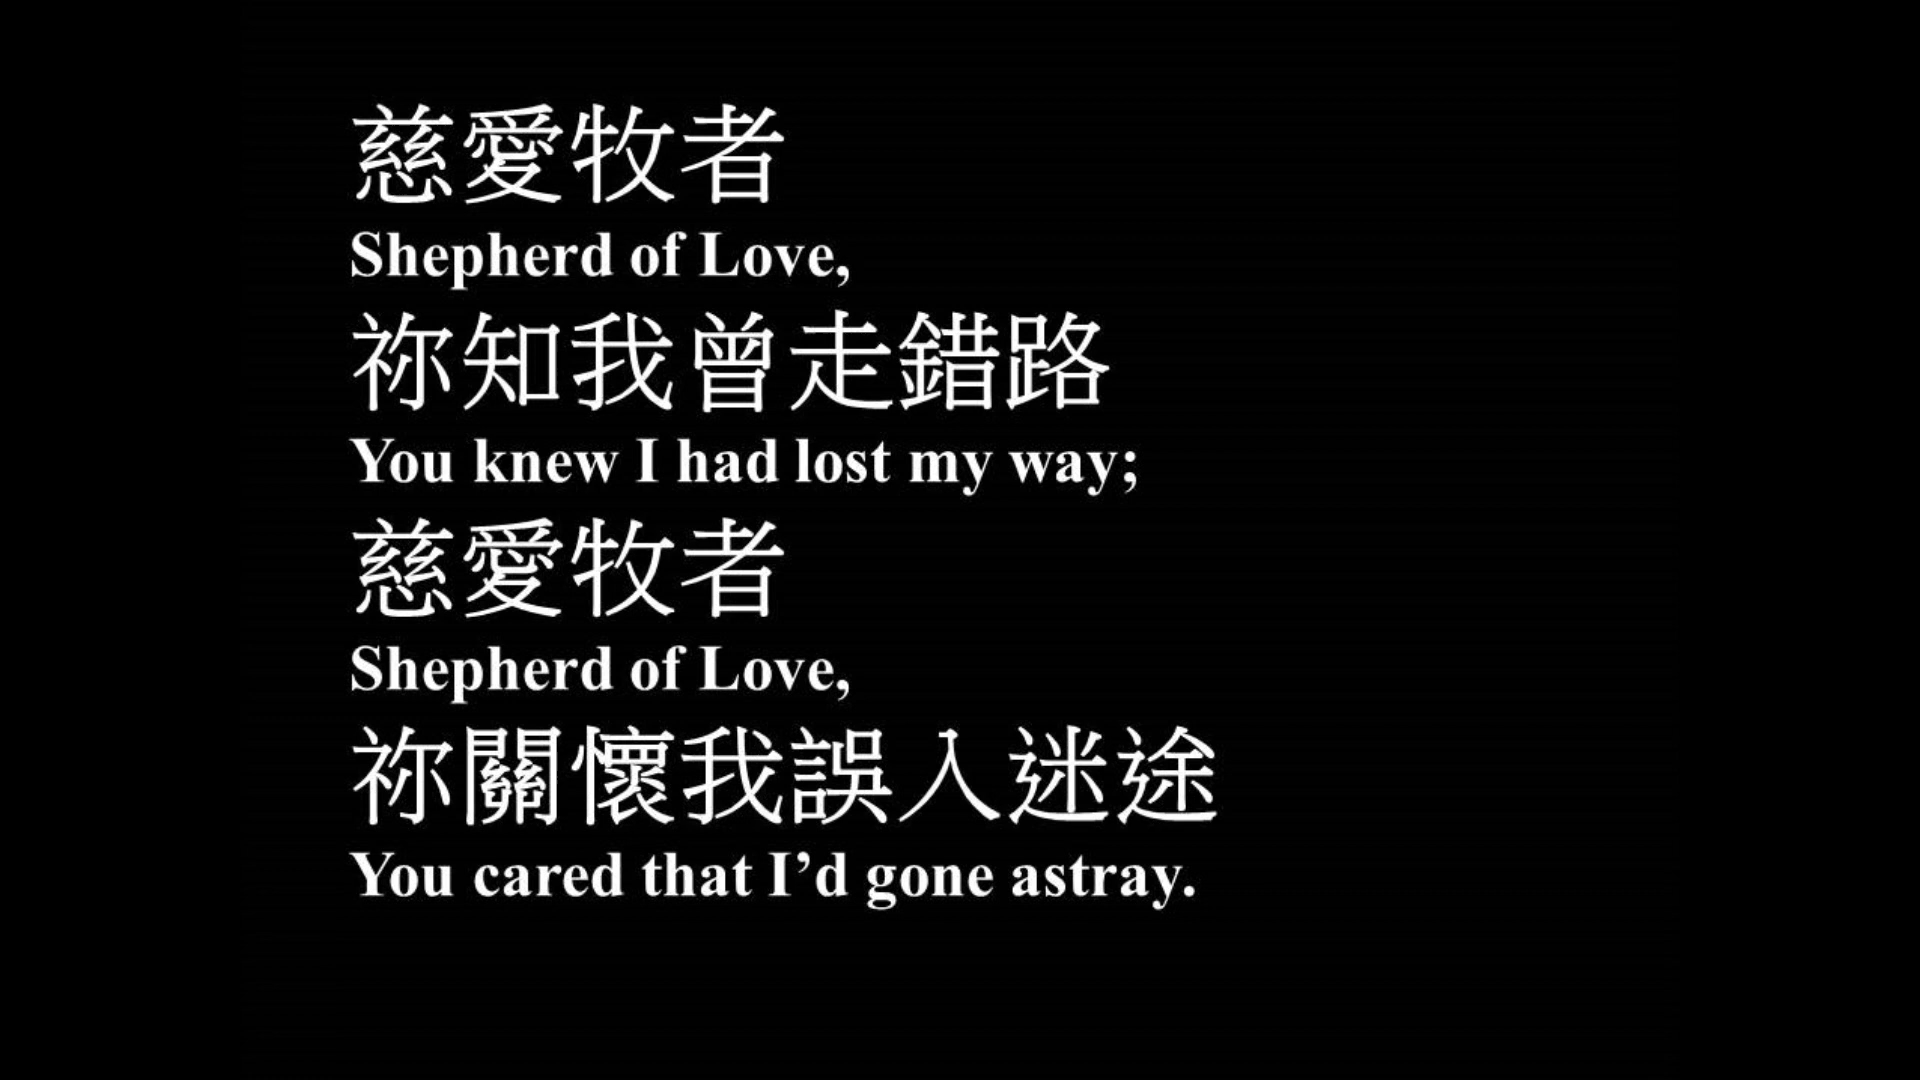 慈愛牧者
Shepherd of Love,
祢知我曾走錯路
You knew I had lost my way;
慈愛牧者
Shepherd of Love,
祢關懷我誤入迷途
You cared that I’d gone astray.